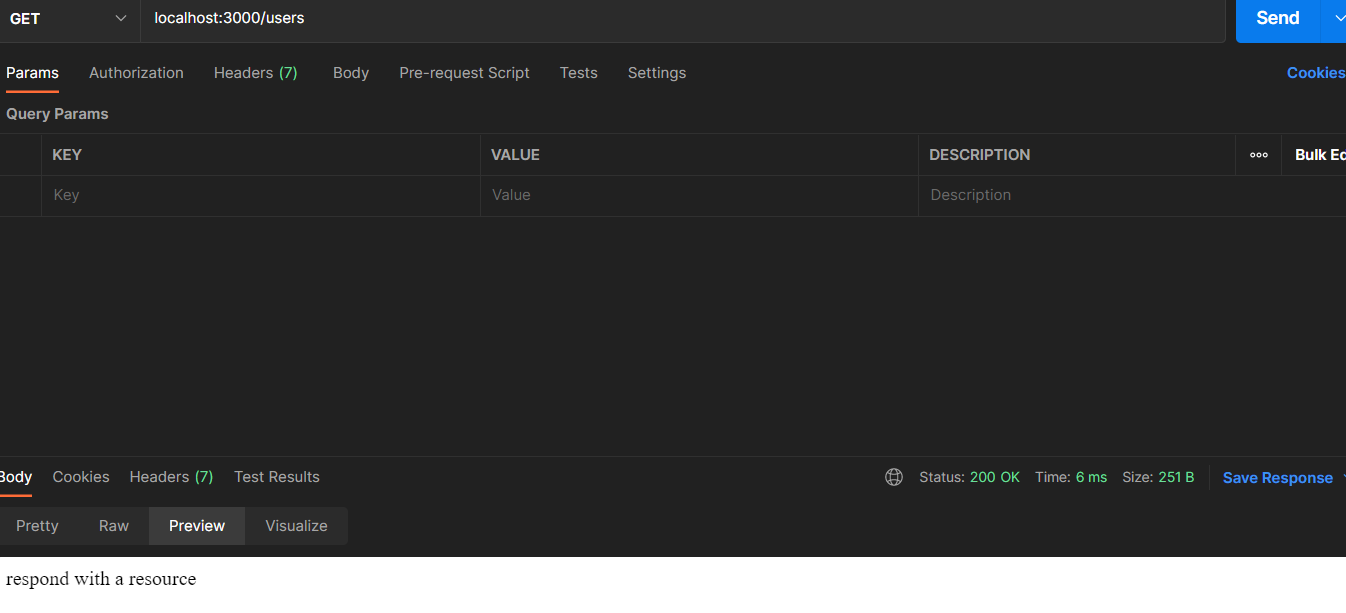 GET localhost:3000/users Send
Params Authorization Headers (7) Body Pre-request Script Tests Settings Cookies
Query Params
KEY VALUE DESCRIPTION ooo Bulk Ed
Key Value Description
Body Cookies Headers (7) Test Results Status: 200 OK Time: 6 ms Size: 251 B Save Response
Pretty Raw Preview Visualize
respond with a resource